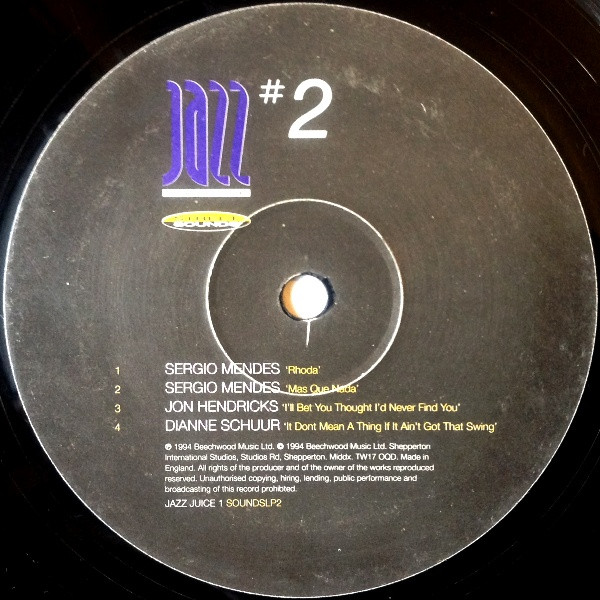 JAZZ #2
SOUNDS
1 SERGIO MENDES 'Rhoda'
2 SERGIO MENDES 'Mas Que Nada'
3 JON HENDRICKS 'I'll Bet You Thought I'd Never Find You'
4 DIANNE SCHUUR 'It Dont Mean A Thing If It Ain't Got That Swing'
℗ 1994 Beechwood Music Ltd. © 1994 Beechwood Music Ltd. Shepperton
International Studios, Studios Rd, Shepperton. Middx. TW17 OQD. Made in
England. All rights of the producer and of the owner of the works reproduced
reserved. Unauthorised copying, hiring, lending, public performance and
broadcasting of this record prohibited.
JAZZ JUICE 1 SOUNDSLP2